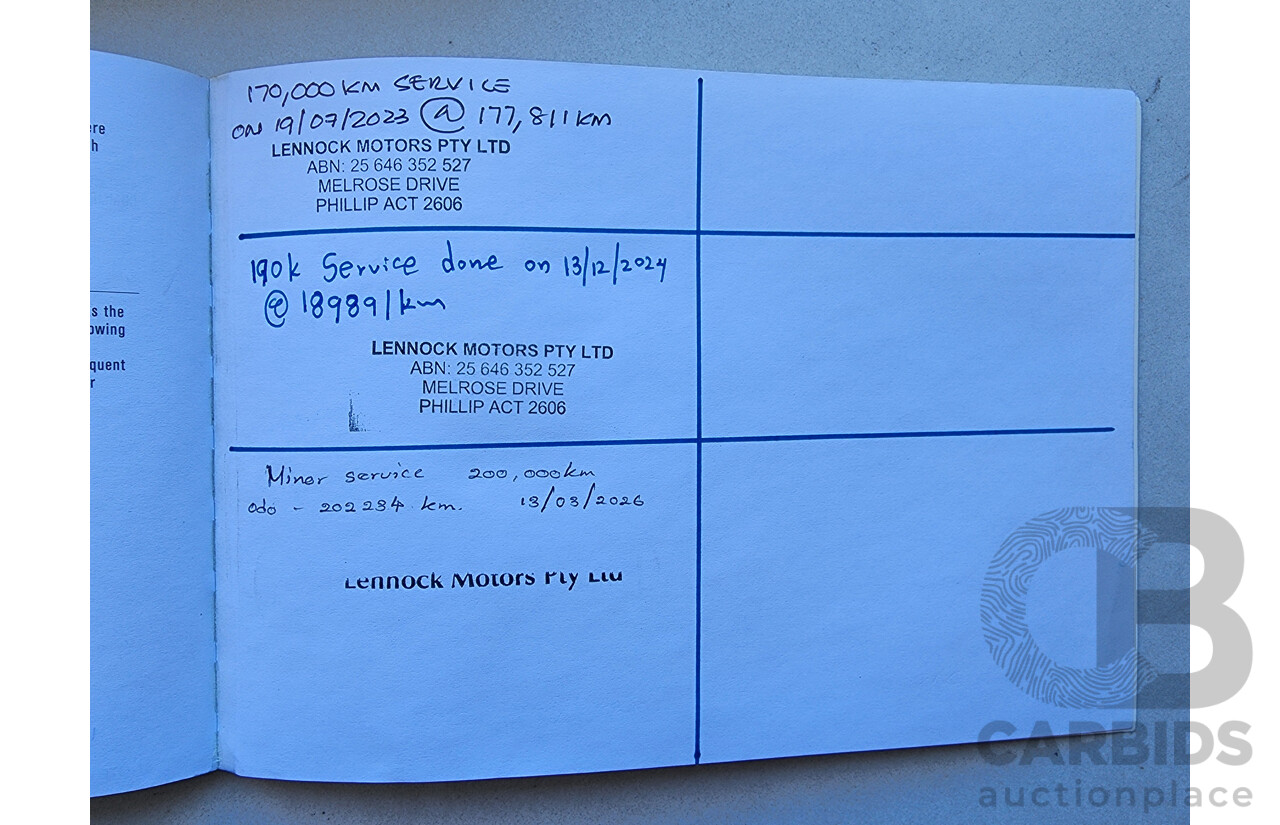 ere
h
s the
owing
quent
r
170,000 KM SERVICE
ON 19/07/2023 @ 177,811 KM
LENNOCK MOTORS PTY LTD
ABN: 25 646 352 527
MELROSE DRIVE
PHILLIP ACT 2606
190k Service done on 13/12/2024
@ 189891km
LENNOCK MOTORS PTY LTD
ABN: 25 646 352 527
MELROSE DRIVE
PHILLIP ACT 2606
Minor service 200,000km
Odo - 202234 km. 13/03/2026
Lennock Motors Pty Ltd
CARBIDS
auctionplace